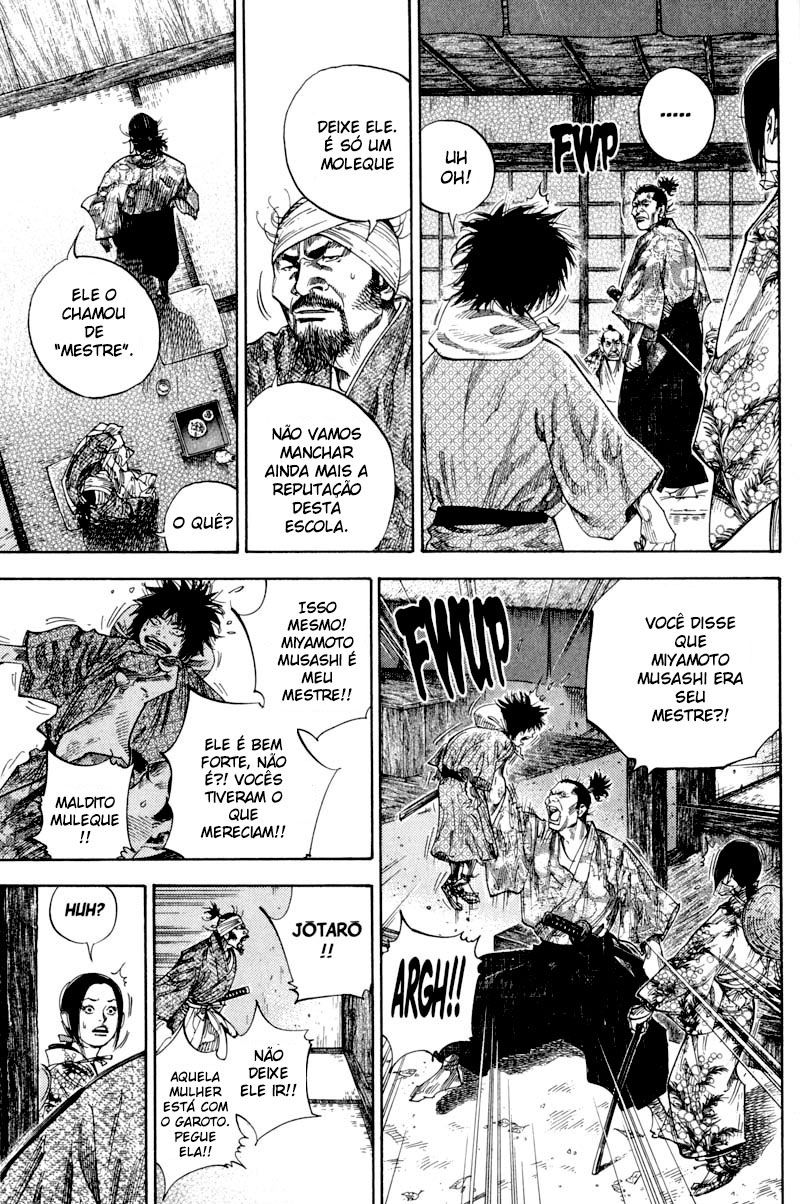 .....
FWP
UH
OH!
DEIXE ELE.
É SÓ UM
MOLEQUE
NÃO VAMOS
MANCHAR
AINDA MAIS A
REPUTAÇÃO
DESTA
ESCOLA.
ELE O
CHAMOU
DE
"MESTRE".
O QUÊ?
VOCÊ DISSE
QUE
MIYAMOTO
MUSASHI ERA
SEU
MESTRE?!
FWUP
ARGH!!
ISSO
MESMO!
MIYAMOTO
MUSASHI É
MEU
MESTRE!!
ELE É BEM
FORTE, NÃO
É?! VOCÊS
TIVERAM O
QUE
MERECIAM!!
MALDITO
MULEQUE
!!
JŌTARŌ
!!
NÃO
DEIXE
ELE IR!!
AQUELA
MULHER
ESTÁ COM
O GAROTO.
PEGUE
ELA!!
HUH?